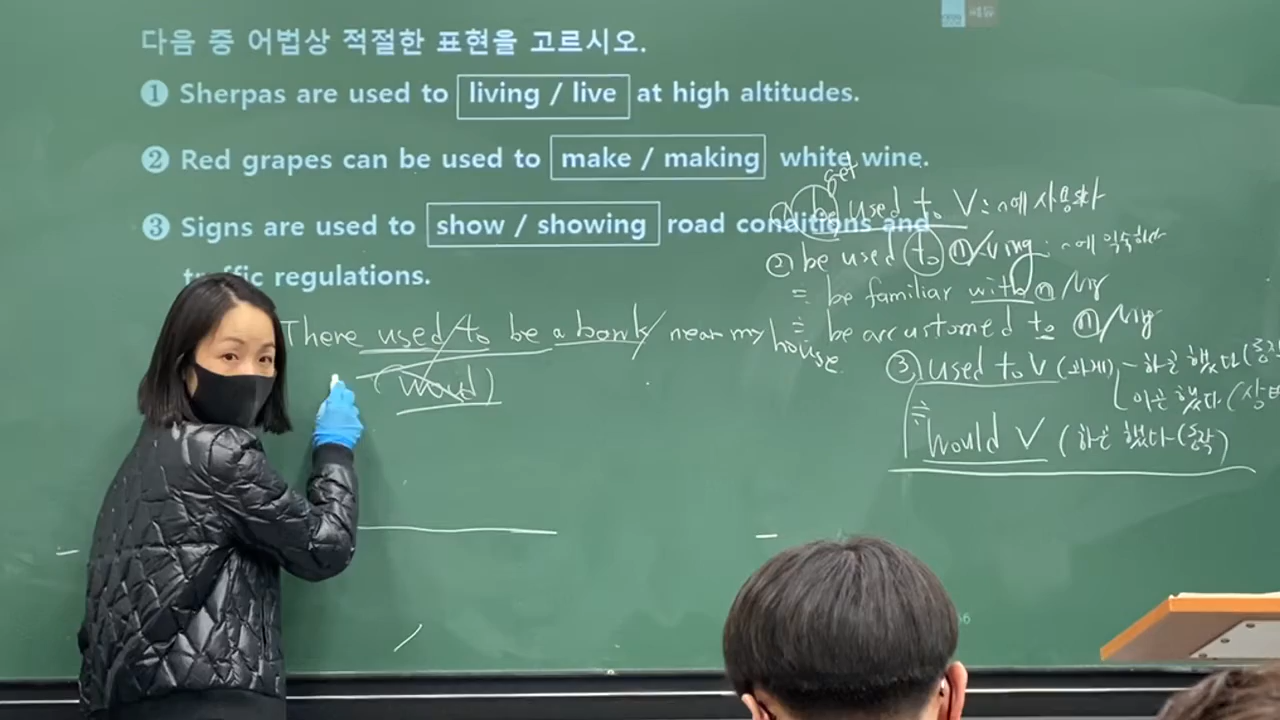 다음 중 어법상 적절한 표현을 고르시오.
❶ Sherpas are used to living / live at high altitudes.
❷ Red grapes can be used to make / making white wine.
❸ Signs are used to show / showing road conditions and
traffic regulations.
There used to be a bank near my house.
(would)
get
① be used to V : ~에 사용되다
② be used to ⓝ/Ving : ~에 익숙하다
= be familiar with ⓝ/Ving
= be accustomed to ⓝ/Ving
③ used to V (과거) - 하곤 했다 (동작
이곤 했다 (상태
= would V (하곤 했다 (동작)